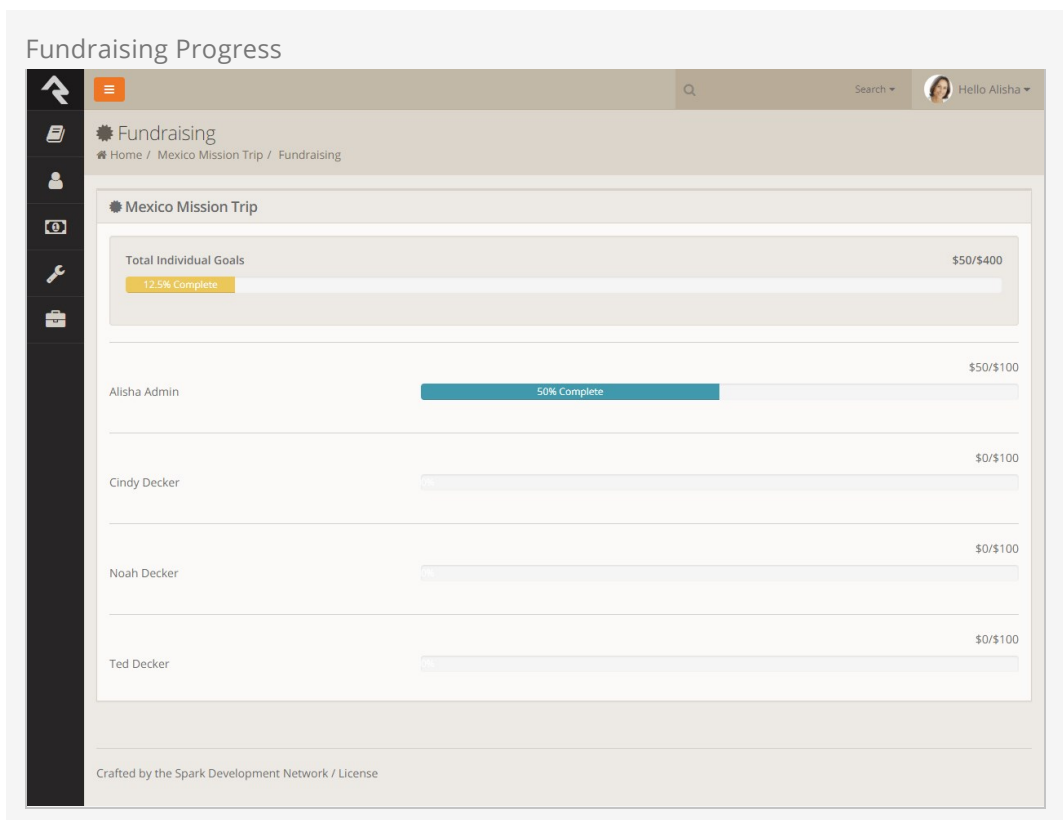 Fundraising Progress
Search
Hello Alisha
Fundraising
Home / Mexico Mission Trip / Fundraising
Mexico Mission Trip
Total Individual Goals $50/$400
12.5% Complete
$50/$100
Alisha Admin 50% Complete
$0/$100
Cindy Decker
$0/$100
Noah Decker
$0/$100
Ted Decker
Crafted by the Spark Development Network / License